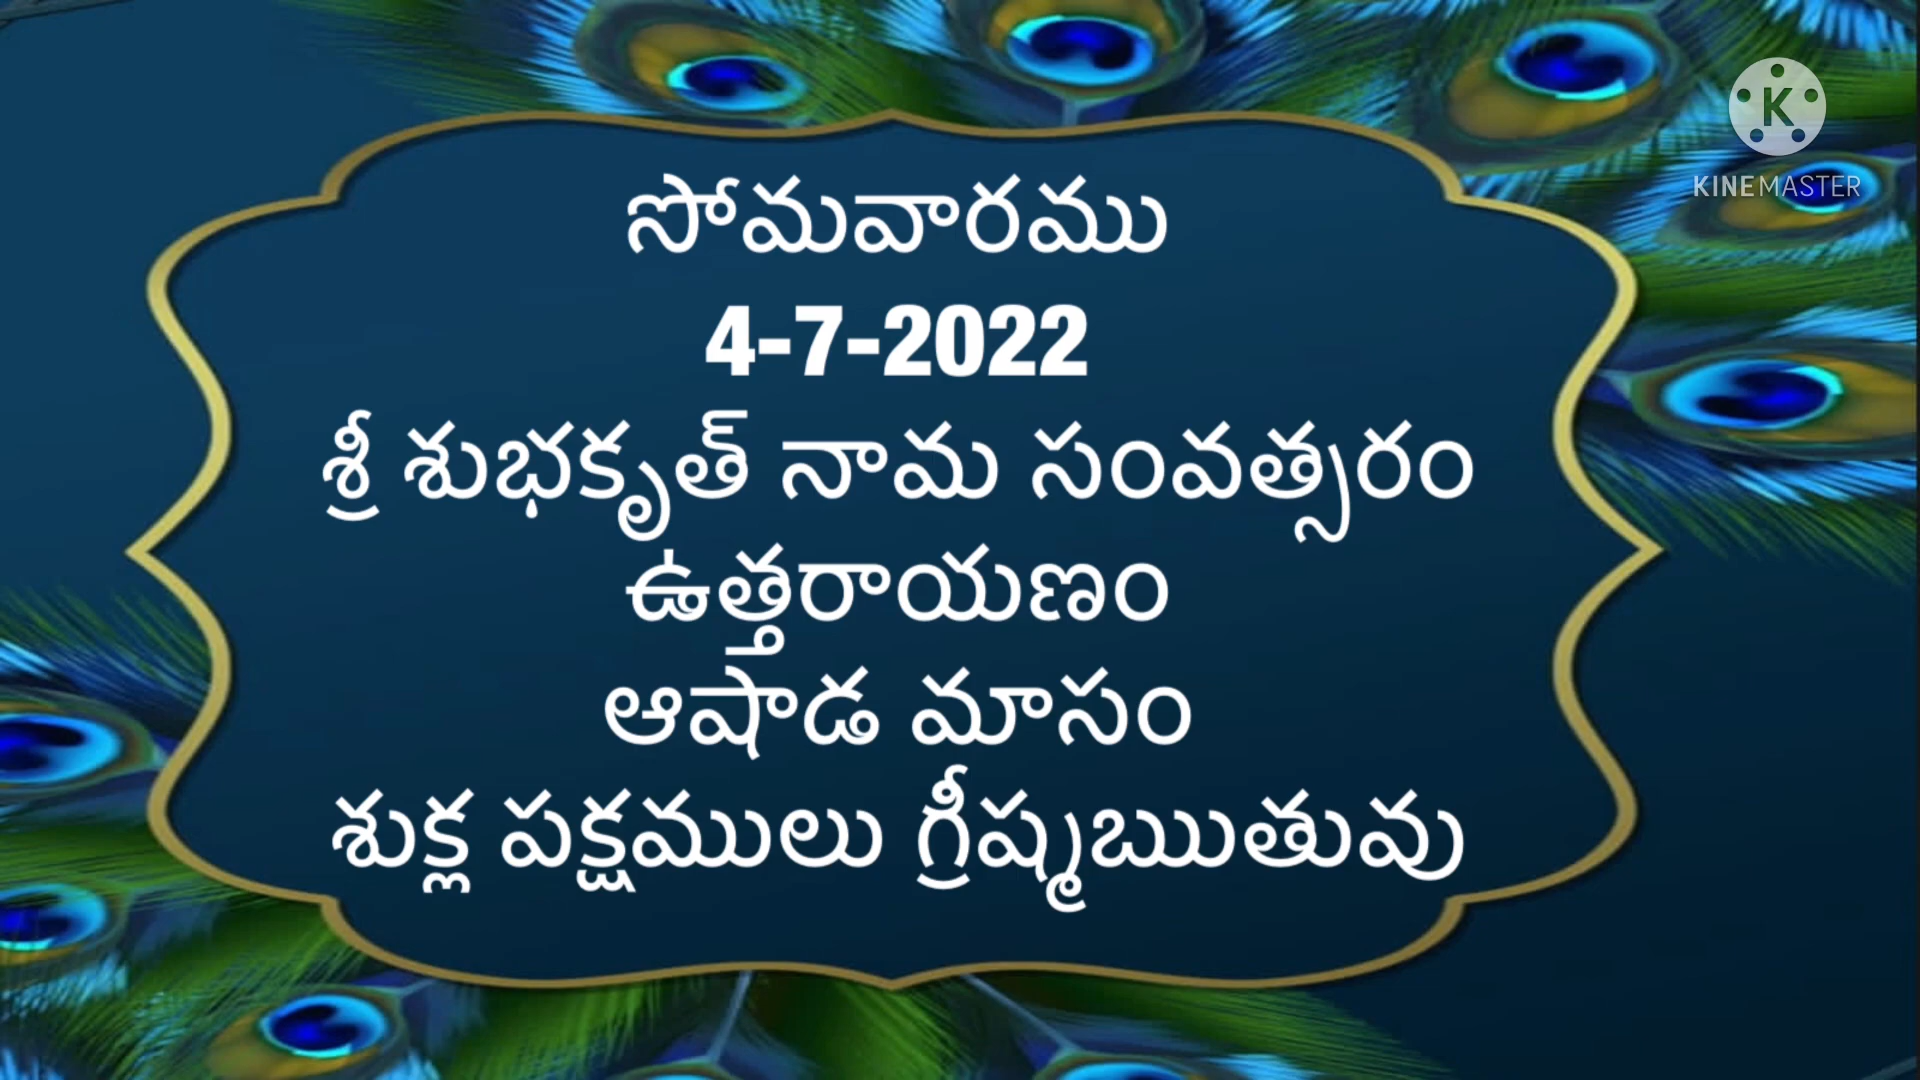 సోమవారము
4-7-2022
శ్రీ శుభకృత్ నామ సంవత్సరం
ఉత్తరాయణం
ఆషాడ మాసం
శుక్ల పక్షములు గ్రీష్మఋతువు
K
KINEMASTER